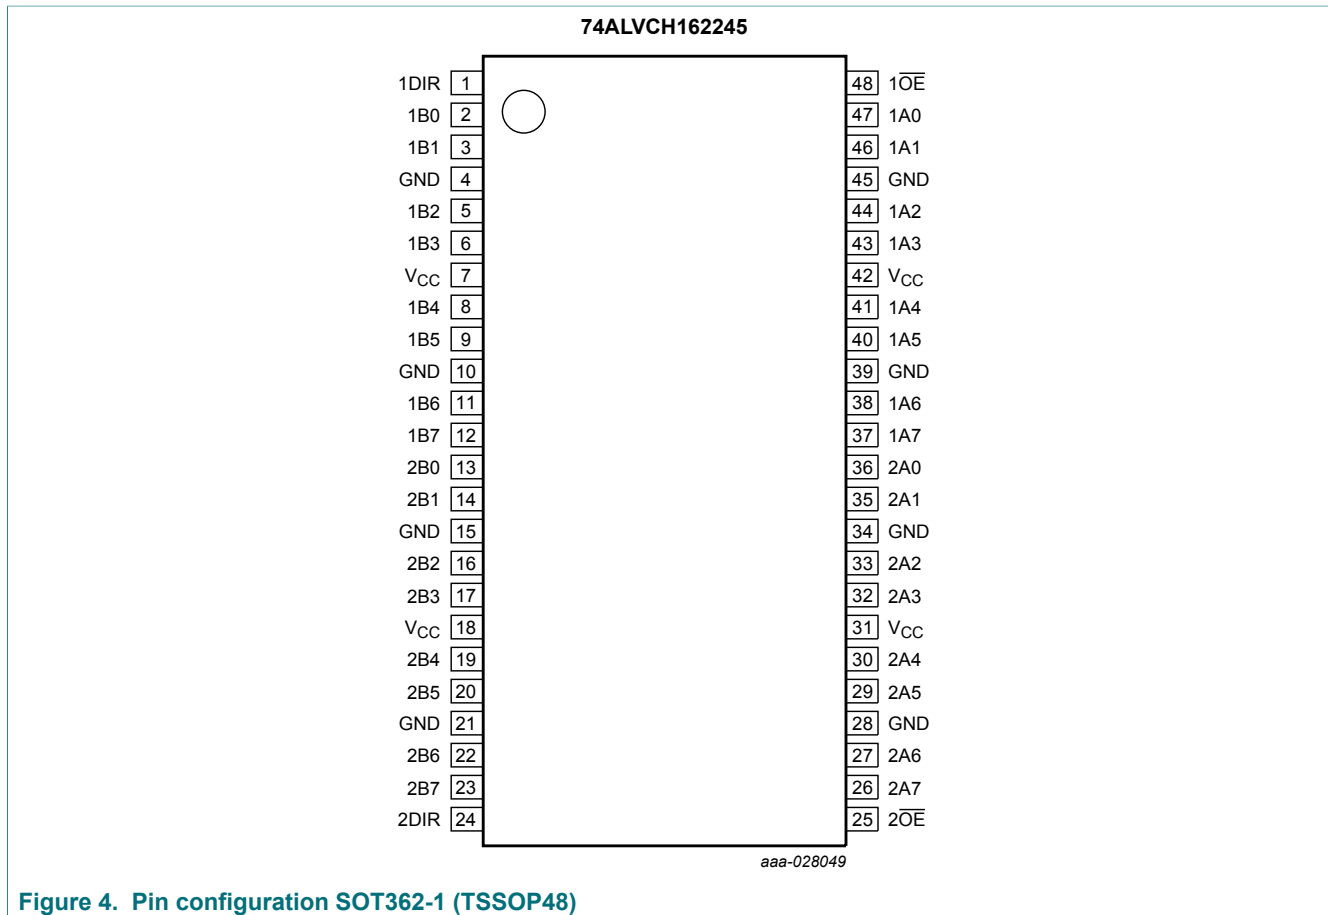 74ALVCH162245
1DIR 1 48 1O̅E̅
1B0 2 47 1A0
1B1 3 46 1A1
GND 4 45 GND
1B2 5 44 1A2
1B3 6 43 1A3
VCC 7 42 VCC
1B4 8 41 1A4
1B5 9 40 1A5
GND 10 39 GND
1B6 11 38 1A6
1B7 12 37 1A7
2B0 13 36 2A0
2B1 14 35 2A1
GND 15 34 GND
2B2 16 33 2A2
2B3 17 32 2A3
VCC 18 31 VCC
2B4 19 30 2A4
2B5 20 29 2A5
GND 21 28 GND
2B6 22 27 2A6
2B7 23 26 2A7
2DIR 24 25 2O̅E̅
aaa-028049
Figure 4. Pin configuration SOT362-1 (TSSOP48)